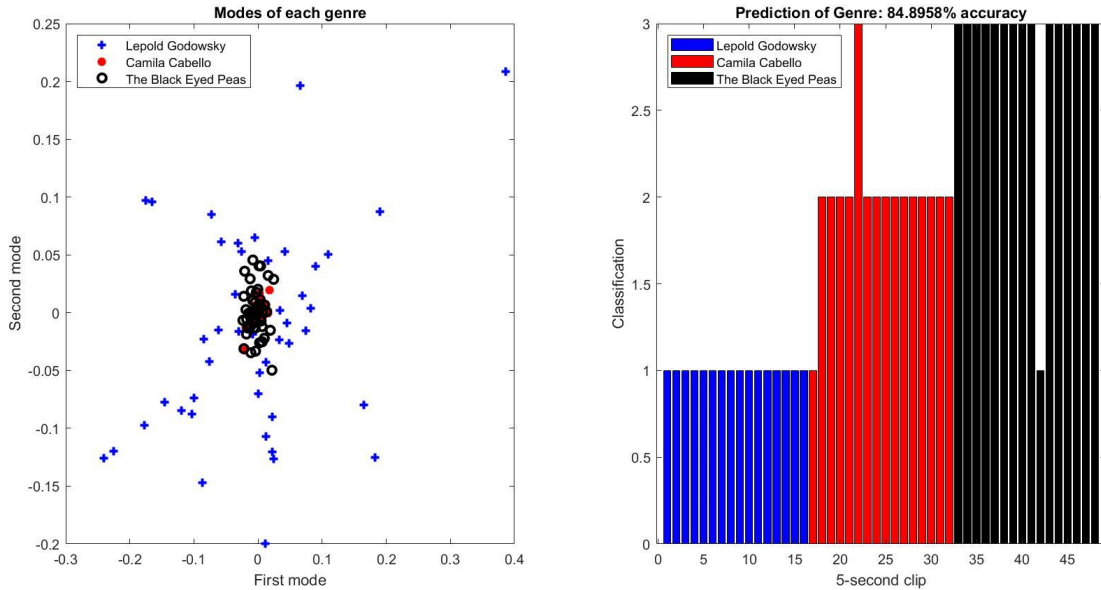 Modes of each genre
0.25
0.2
0.15
0.1
0.05
0
-0.05
-0.1
-0.15
-0.2
Second mode
-0.3
-0.2
-0.1
0
0.1
0.2
0.3
0.4
First mode
Lepold Godowsky
Camila Cabello
The Black Eyed Peas
Prediction of Genre: 84.8958% accuracy
3
2.5
2
1.5
1
0.5
0
Classification
0
5
10
15
20
25
30
35
40
45
5-second clip
Lepold Godowsky
Camila Cabello
The Black Eyed Peas